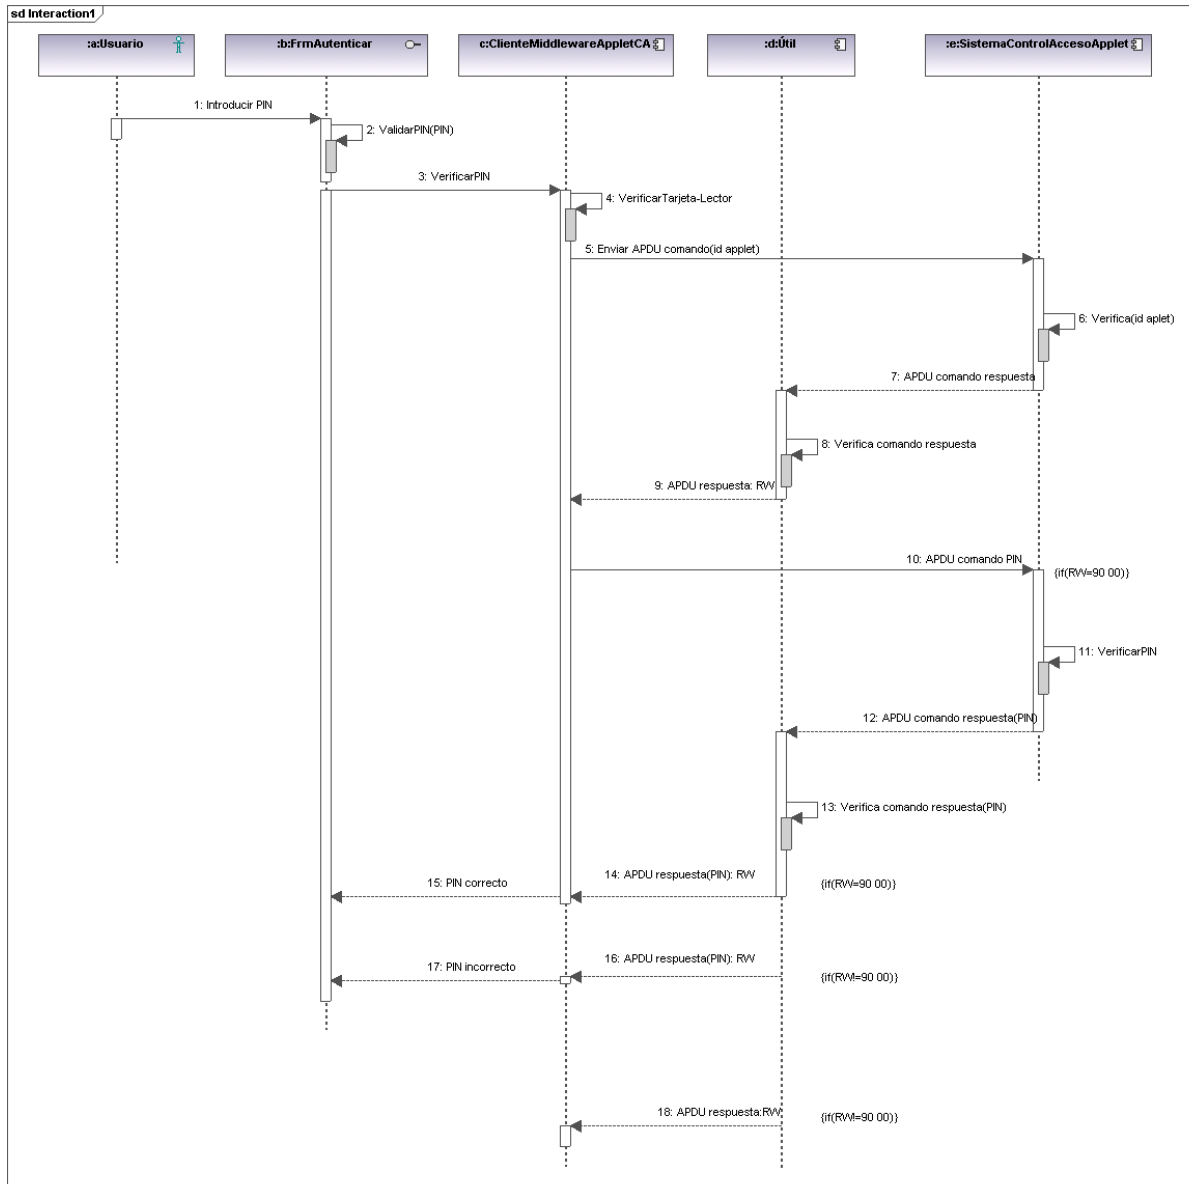 sd Interaction1
:a:Usuario
:b:FrmAutenticar
c:ClienteMiddlewareAppletCA
:d:Útil
:e:SistemaControlAccesoApplet
1: Introducir PIN
2: ValidarPIN(PIN)
3: VerificarPIN
4: VerificarTarjeta-Lector
5: Enviar APDU comando(id applet)
6: Verifica(id aplet)
7: APDU comando respuesta
8: Verifica comando respuesta
9: APDU respuesta: RW
10: APDU comando PIN
{if(RW=90 00)}
11: VerificarPIN
12: APDU comando respuesta(PIN)
13: Verifica comando respuesta(PIN)
14: APDU respuesta(PIN): RW
{if(RW=90 00)}
15: PIN correcto
16: APDU respuesta(PIN): RW
17: PIN incorrecto
{if(RW!=90 00)}
18: APDU respuesta:RW
{if(RW!=90 00)}